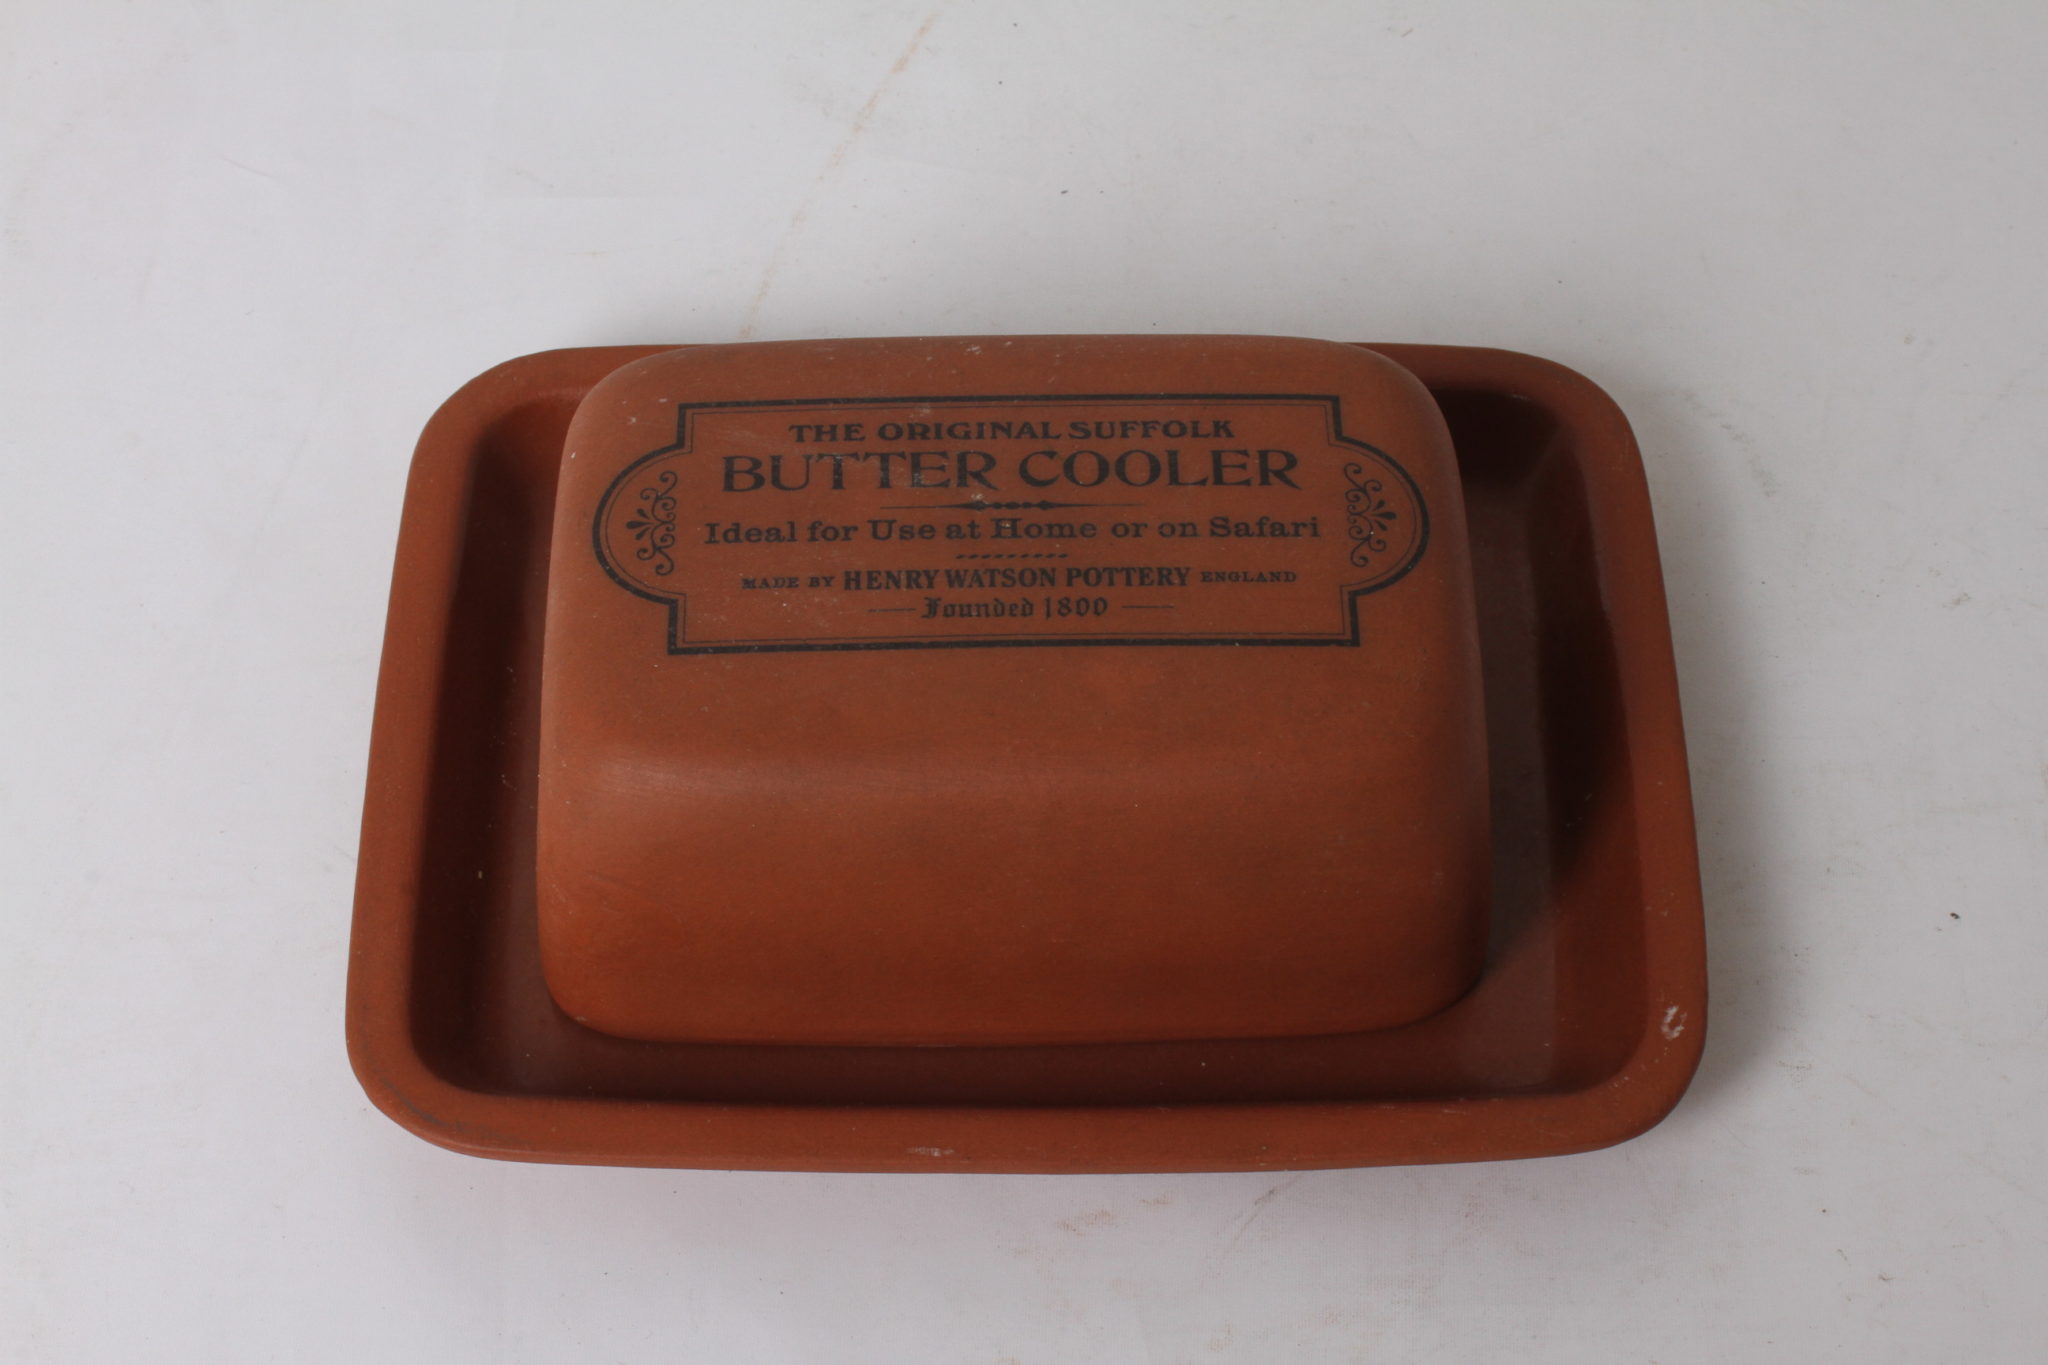 THE ORIGINAL SUFFOLK
BUTTER COOLER
Ideal for Use at Home or on Safari
MADE BY HENRY WATSON POTTERY ENGLAND
Founded 1800